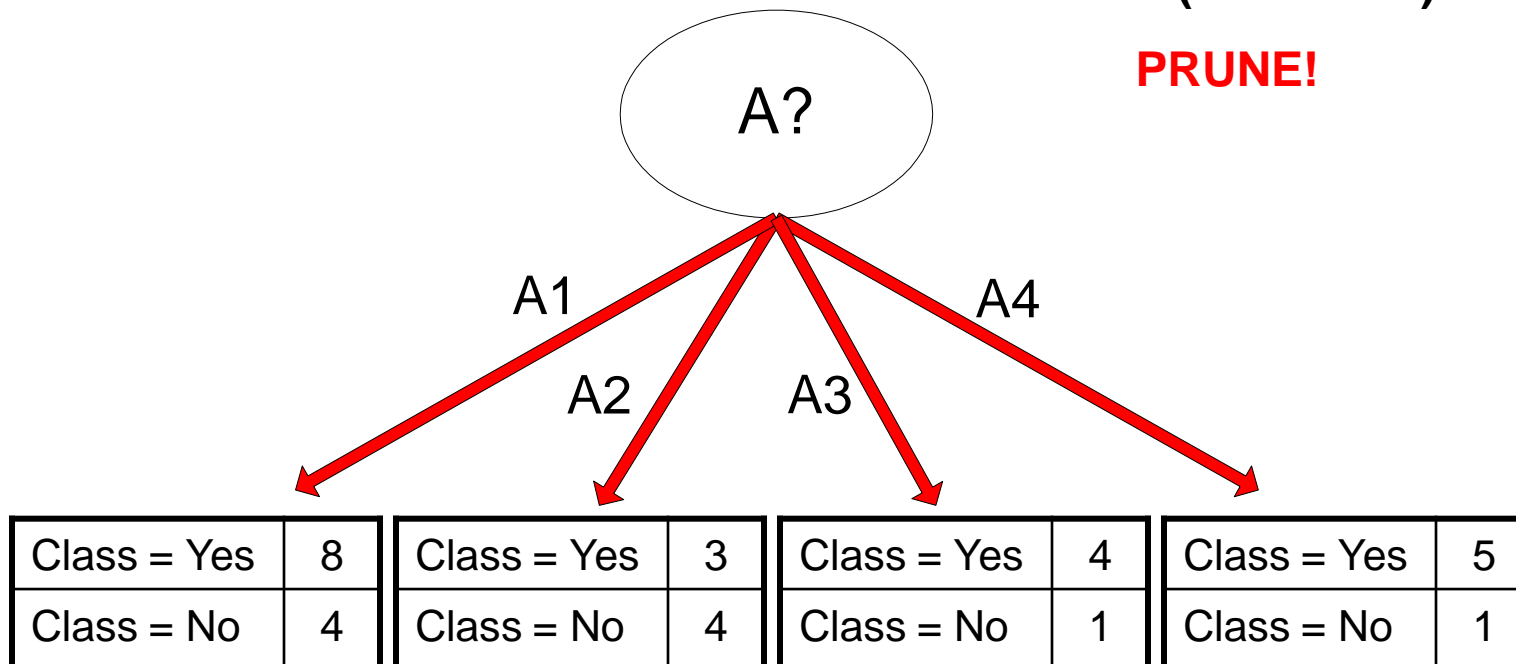 PRUNE!
A?
A1
A4
A2
A3
Class = Yes 8 Class = Yes 3 Class = Yes 4 Class = Yes 5
Class = No 4 Class = No 4 Class = No 1 Class = No 1